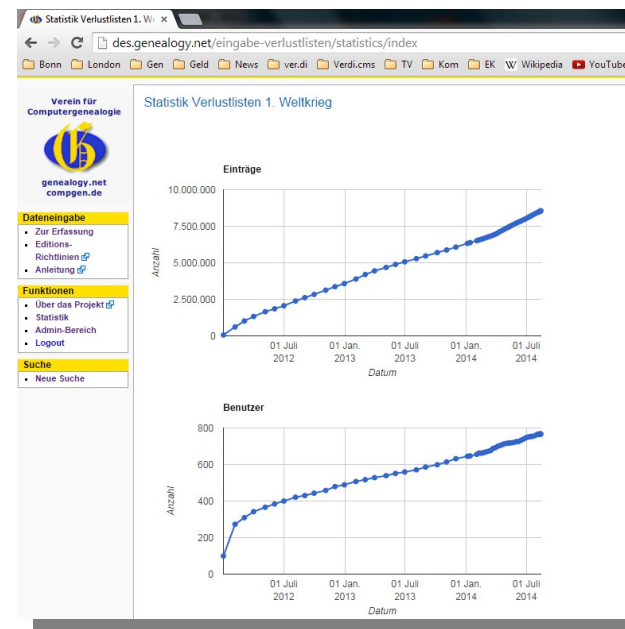 Statistik Verlustlisten 1. W
des.genealogy.net/eingabe-verlustlisten/statistics/index
Bonn London Gen Geld News ver.di Verdi.cms TV Kom EK W Wikipedia YouTube
Verein für
Computergenealogie
G
genealogy.net
compgen.de
Dateneingabe
Zur Erfassung
Editions-
Richtlinien
Anleitung
Funktionen
Über das Projekt
Statistik
Admin-Bereich
Logout
Suche
Neue Suche
Statistik Verlustlisten 1. Weltkrieg
Einträge
10.000.000
7.500.000
5.000.000
2.500.000
0
Anzahl
01 Juli 01 Jan. 01 Juli 01 Jan. 01 Juli
2012 2013 2013 2014 2014
Datum
Benutzer
800
600
400
200
0
Anzahl
01 Juli 01 Jan. 01 Juli 01 Jan. 01 Juli
2012 2013 2013 2014 2014
Datum